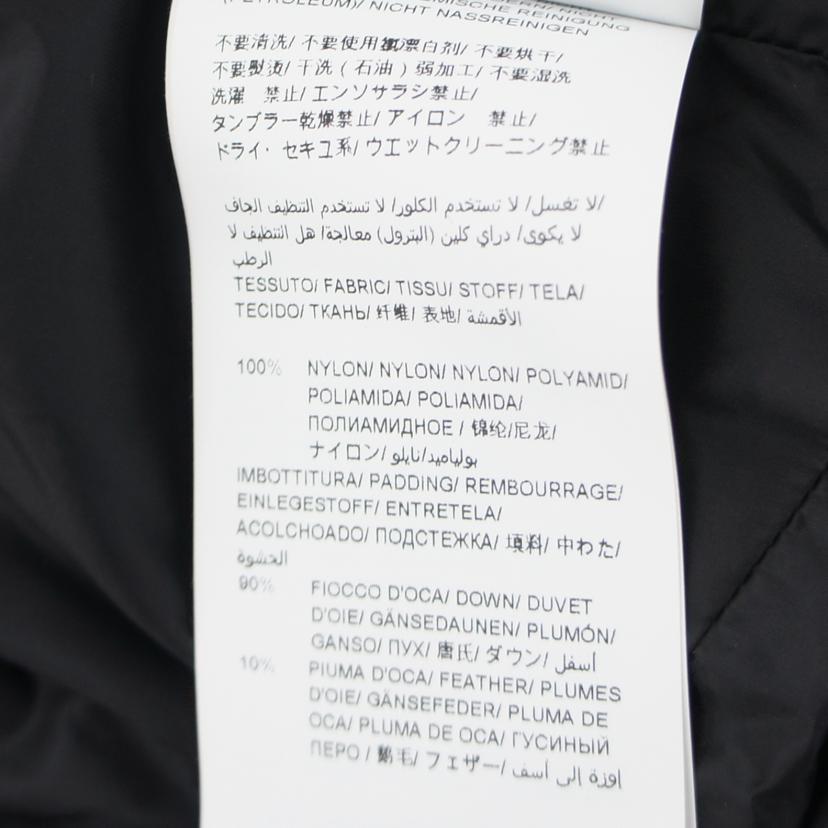 (PETROLEUM)/ NICHT NASSREINIGEN
不要清洗/ 不要使用氯漂白剂/ 不要烘干/
不要熨烫/ 干洗 ( 石油 ) 弱加工/ 不要湿洗
洗濯 禁止/ エンソサラシ禁止/
タンブラー乾燥禁止/ アイロン 禁止/
ドライ・セキユ系/ ウエットクリーニング禁止
لا تغسل/ لا تستخدم الكلور/ لا تستخدم التنظيف الجاف/
لا يكوى/ دراي كلين (البترول) معالجة/ هل التنظيف لا
الرطب
TESSUTO/ FABRIC/ TISSU/ STOFF/ TELA/
TECIDO/ ТКАНЬ/ 纤维/ 表地/ الأقمشة
100% NYLON/ NYLON/ NYLON/ POLYAMID/
POLIAMIDA/ POLIAMIDA/
ПОЛИАМИДНОЕ / 锦纶/尼龙/
ナイロン/ بولياميد/نايلو
IMBOTTITURA/ PADDING/ REMBOURRAGE/
EINLEGESTOFF/ ENTRETELA/
ACOLCHOADO/ ПОДСТЕЖКА/ 填料/ 中わた/
الحشوة
90% FIOCCO D'OCA/ DOWN/ DUVET
D'OIE/ GÄNSEDAUNEN/ PLUMÓN/
GANSO/ ПУХ/ 唐氏/ ダウン/ أسفل
10% PIUMA D'OCA/ FEATHER/ PLUMES
D'OIE/ GÄNSEFEDER/ PLUMA DE
OCA/ PLUMA DE OCA/ ГУСИНЫЙ
ПЕРО / 鹅毛/ フェザー/ اوزة إلى أسف